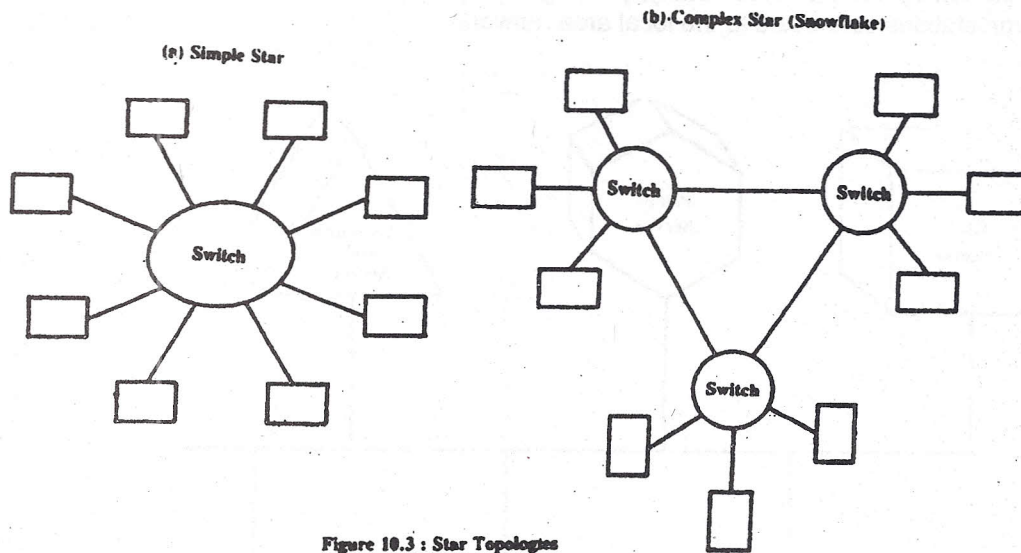 (a) Simple Star
Switch
(b) Complex Star (Snowflake)
Switch
Switch
Switch
Figure 10.3 : Star Topologies